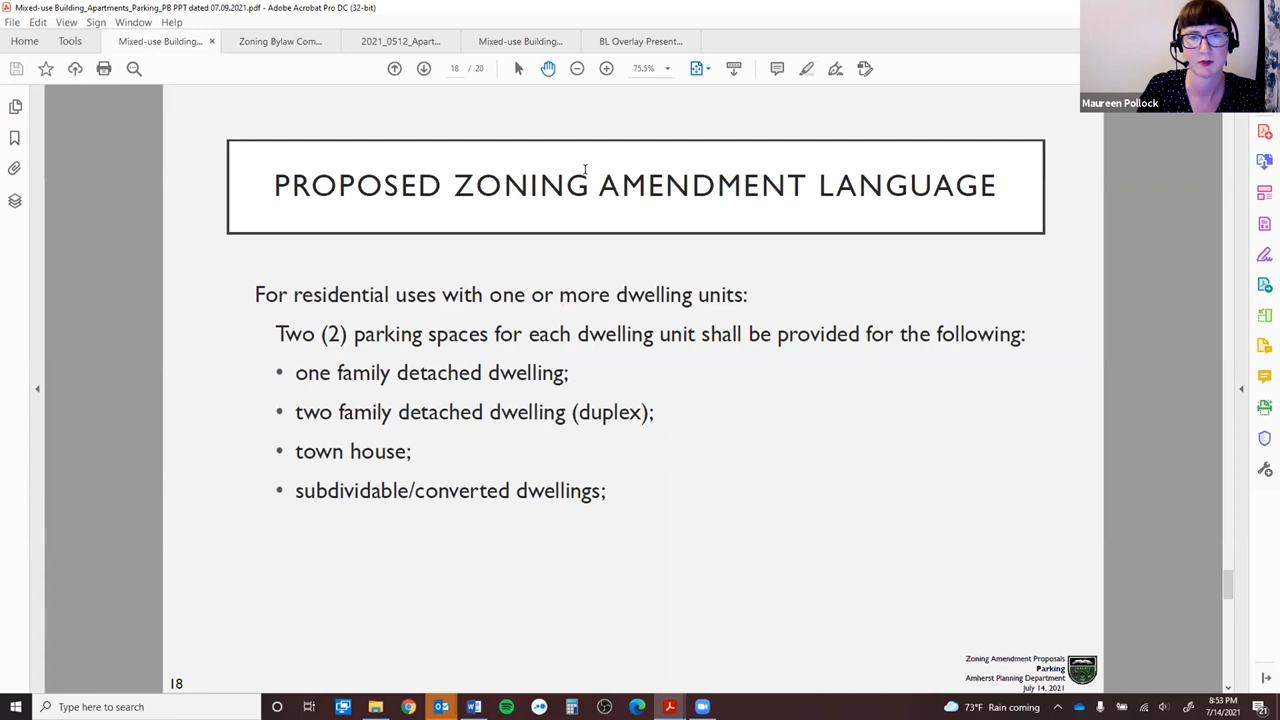 Mixed-use Building_Apartments_Parking_PB PPT dated 07.09.2021.pdf - Adobe Acrobat Pro DC (32-bit)
File Edit View Sign Window Help
Home Tools Mixed-use Building... × Zoning Bylaw Com... 2021_0512_Apart... Mixed-use Building... BL Overlay Present...
18 / 20 75.5%
Maureen Pollock
PROPOSED ZONING AMENDMENT LANGUAGE
For residential uses with one or more dwelling units:
Two (2) parking spaces for each dwelling unit shall be provided for the following:
• one family detached dwelling;
• two family detached dwelling (duplex);
• town house;
• subdividable/converted dwellings;
Zoning Amendment Proposals
Parking
Amherst Planning Department
July 14, 2021
18
Type here to search
73°F Rain coming
8:53 PM
7/14/2021
21